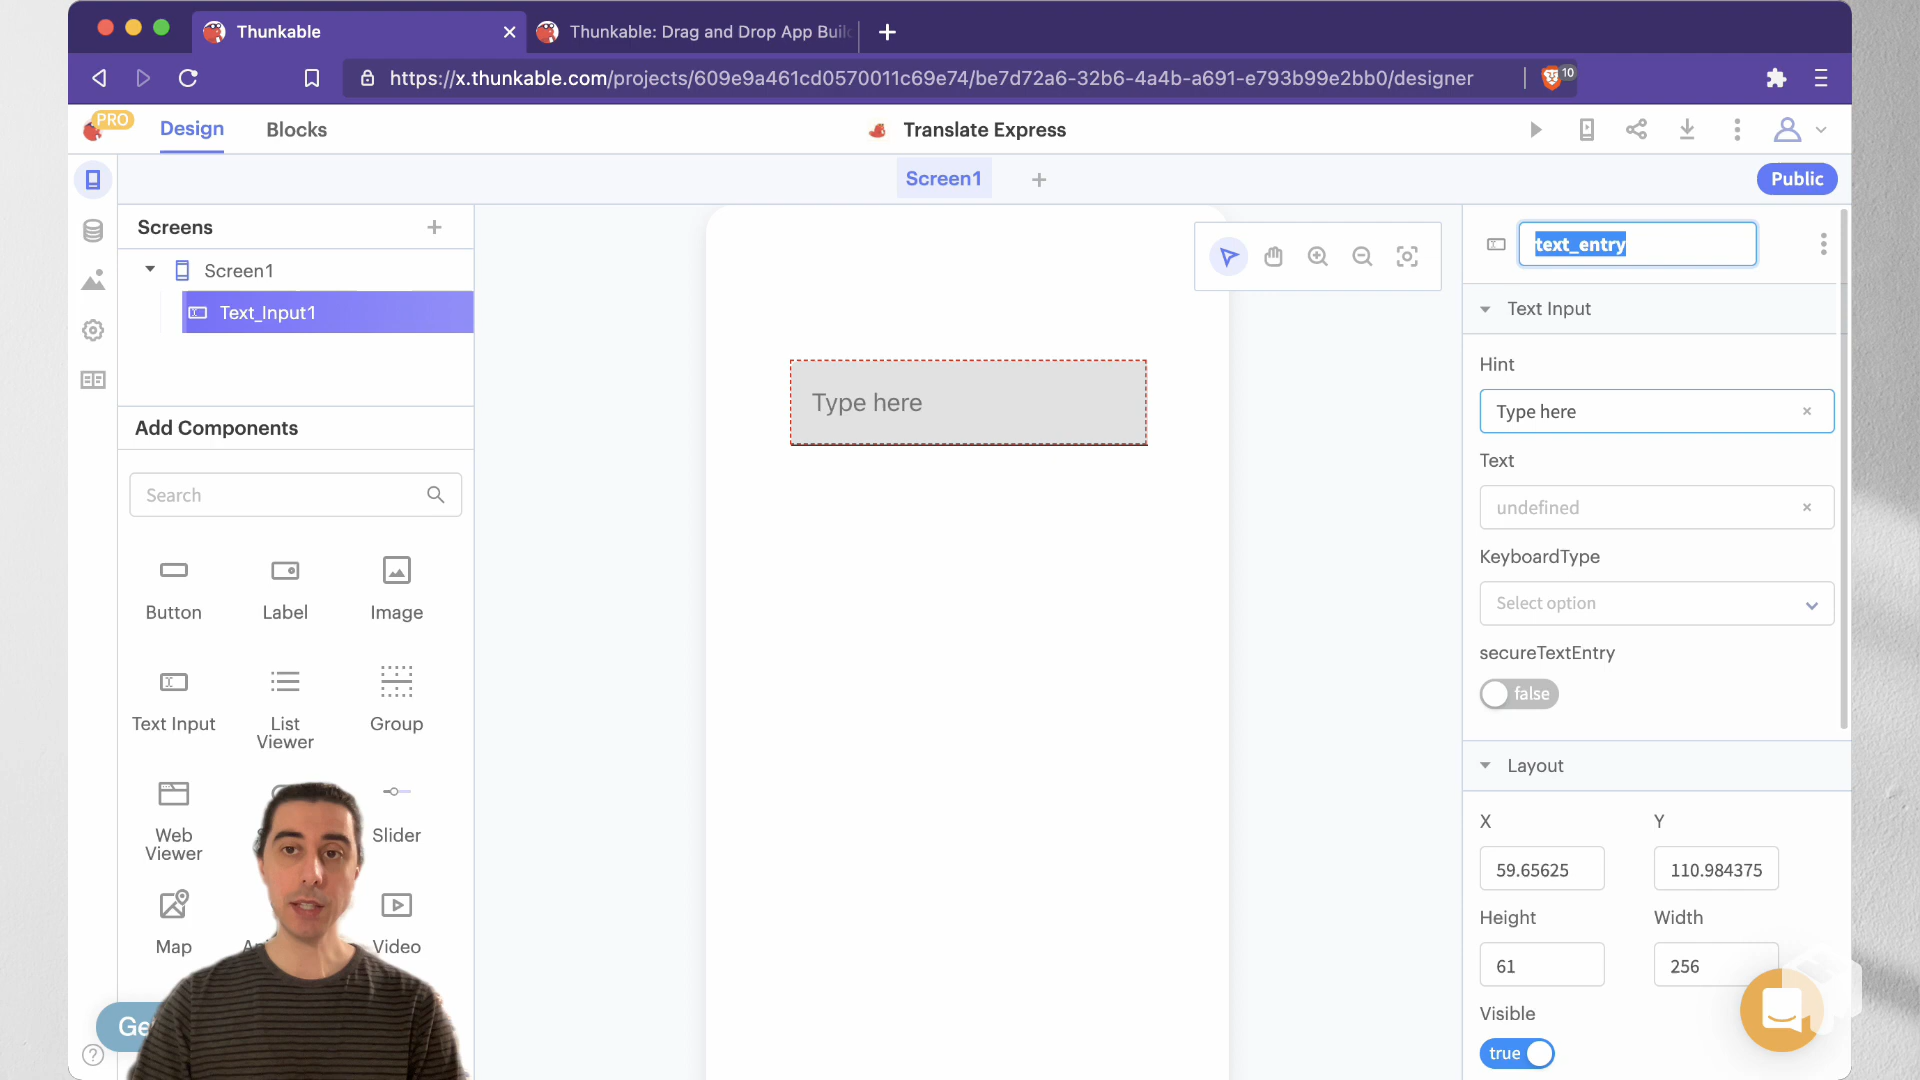 Thunkable
Thunkable: Drag and Drop App Buil
https://x.thunkable.com/projects/609e9a461cd0570011c69e74/be7d72a6-32b6-4a4b-a691-e793b99e2bb0/designer
10
PRO
Design
Blocks
Translate Express
Screen1
Public
Screens
Screen1
Text_Input1
Add Components
Search
Button
Label
Image
Text Input
List
Viewer
Group
Web
Viewer
Slider
Map
Video
Type here
text_entry
Text Input
Hint
Type here
Text
undefined
KeyboardType
Select option
secureTextEntry
false
Layout
X
Y
59.65625
110.984375
Height
Width
61
256
Visible
true